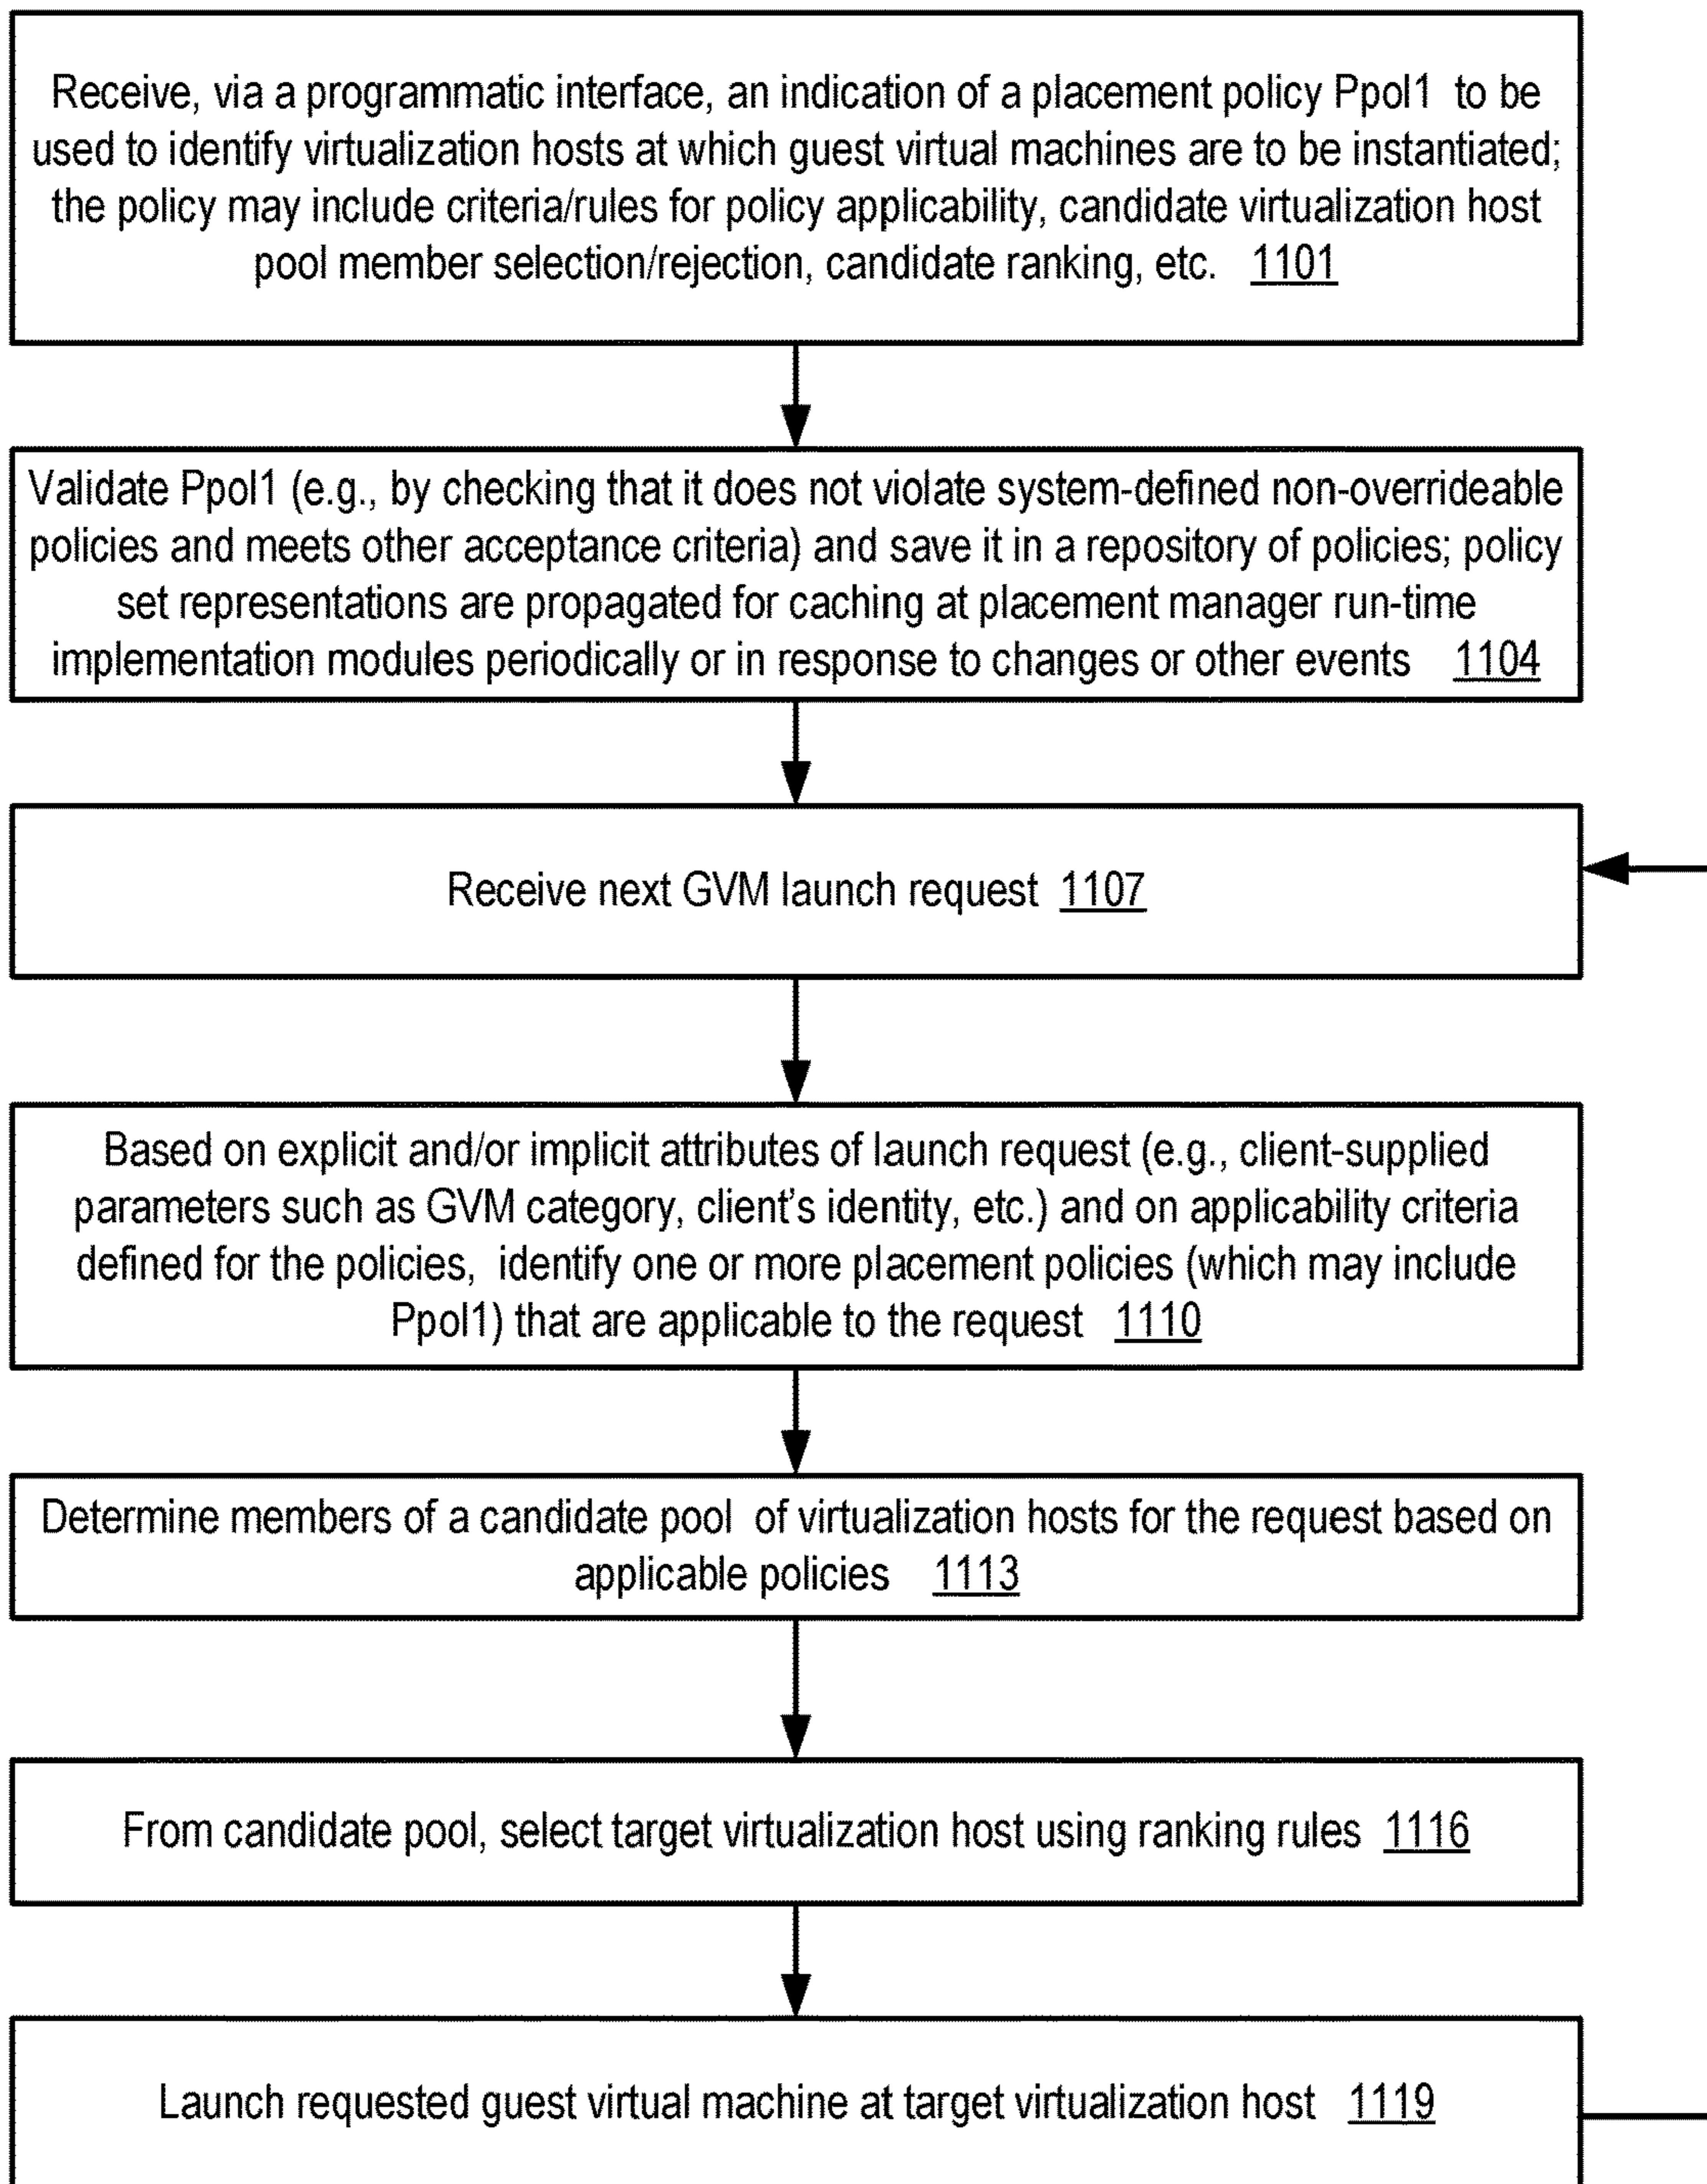 Receive, via a programmatic interface, an indication of a placement policy Ppol1 to be
used to identify virtualization hosts at which guest virtual machines are to be instantiated;
the policy may include criteria/rules for policy applicability, candidate virtualization host
pool member selection/rejection, candidate ranking, etc. 1101
Validate Ppol1 (e.g., by checking that it does not violate system-defined non-overrideable
policies and meets other acceptance criteria) and save it in a repository of policies; policy
set representations are propagated for caching at placement manager run-time
implementation modules periodically or in response to changes or other events 1104
Receive next GVM launch request 1107
Based on explicit and/or implicit attributes of launch request (e.g., client-supplied
parameters such as GVM category, client's identity, etc.) and on applicability criteria
defined for the policies, identify one or more placement policies (which may include
Ppol1) that are applicable to the request 1110
Determine members of a candidate pool of virtualization hosts for the request based on
applicable policies 1113
From candidate pool, select target virtualization host using ranking rules 1116
Launch requested guest virtual machine at target virtualization host 1119